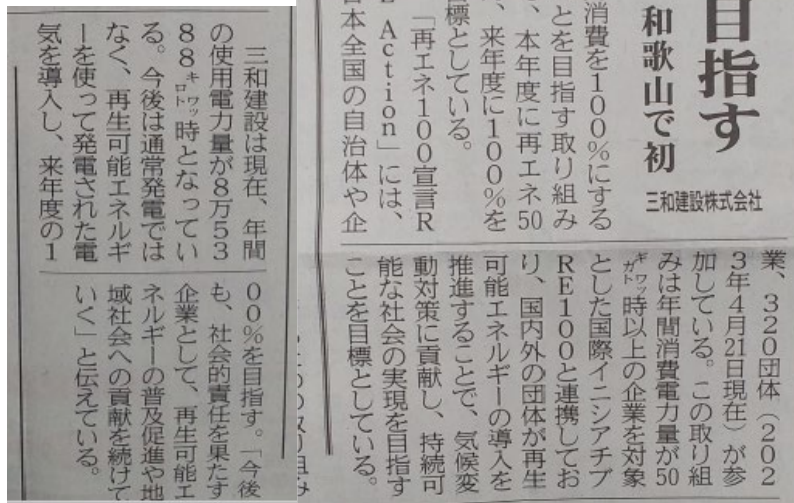 目指す
和歌山で初
三和建設株式会社
消費を100%にする
とを目指す取り組み
、本年度に再エネ50
、来年度に100%を
標としている。
「再エネ100宣言R
Action」には、
本全国の自治体や企
業、320団体（202
3年4月21日現在）が参
加している。この取り組
みは年間消費電力量が50
ギガワット時以上の企業を対象
とした国際イニシアチブ
RE100と連携してお
り、国内外の団体が再生
可能エネルギーの導入を
推進することで、気候変
動対策に貢献し、持続可
能な社会の実現を目指す
ことを目標としている。
三和建設は現在、年間
の使用電力量が8万53
88キロワット時となってい
る。今後は通常発電では
なく、再生可能エネルギ
ーを使って発電された電
気を導入し、来年度の1
00%を目指す。「今後
も、社会的責任を果たす
企業として、再生可能エ
ネルギーの普及促進や地
域社会への貢献を続けて
いく」と伝えている。